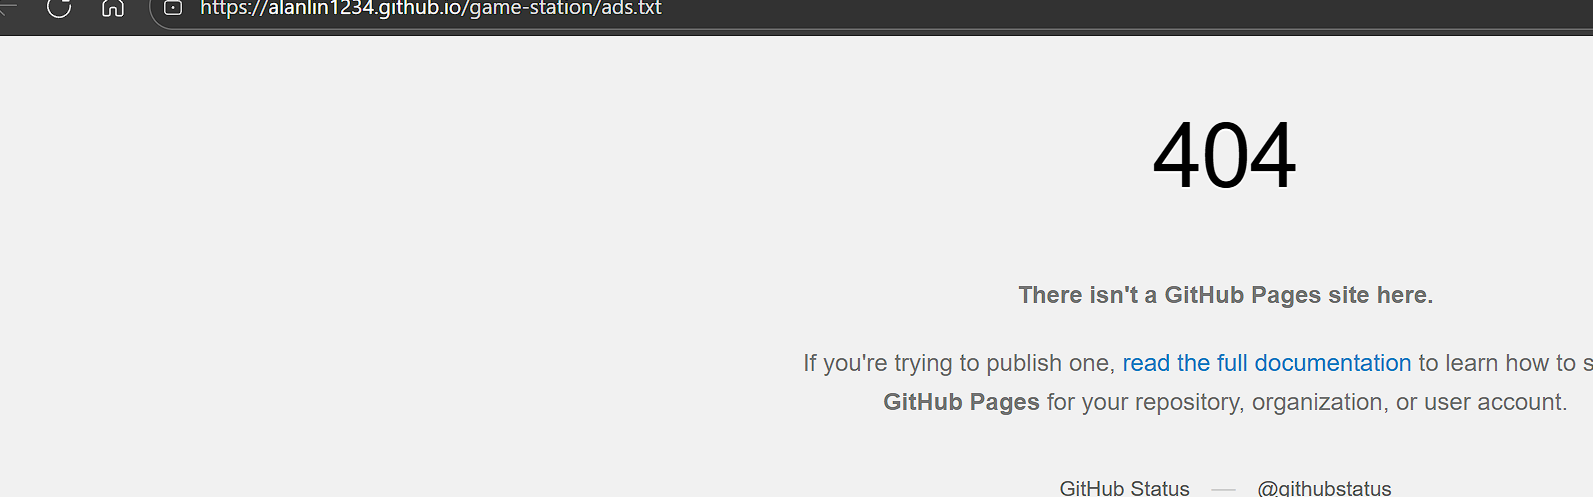 https://alanlin1234.github.io/game-station/ads.txt
404
There isn't a GitHub Pages site here.
If you're trying to publish one, read the full documentation to learn how to s
GitHub Pages for your repository, organization, or user account.
GitHub Status — @githubstatus